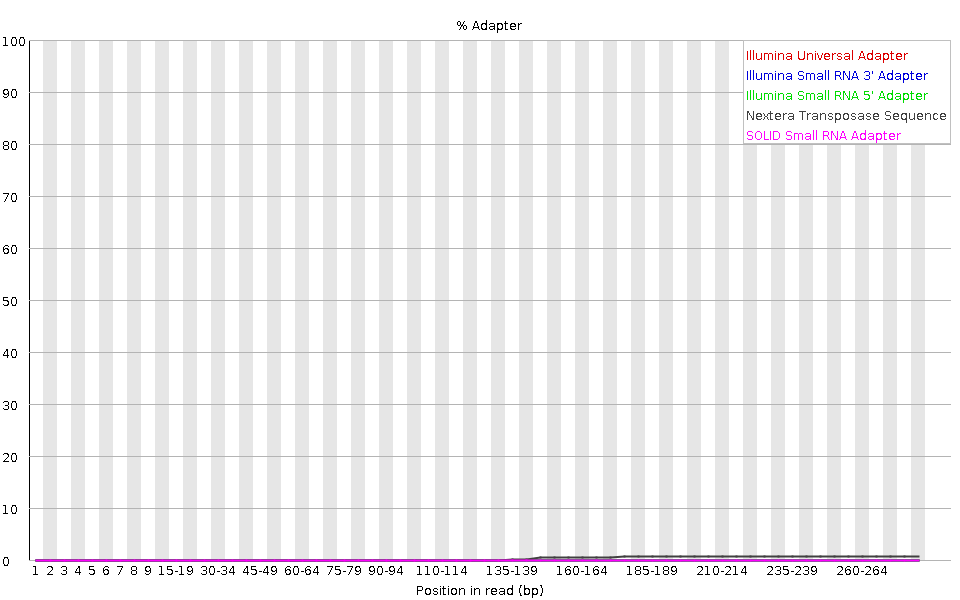 % Adapter
Illumina Universal Adapter
Illumina Small RNA 3' Adapter
Illumina Small RNA 5' Adapter
Nextera Transposase Sequence
SOLID Small RNA Adapter
100
90
80
70
60
50
40
30
20
10
0
1 2 3 4 5 6 7 8 9 15-19 30-34 45-49 60-64 75-79 90-94 110-114 135-139 160-164 185-189 210-214 235-239 260-264
Position in read (bp)